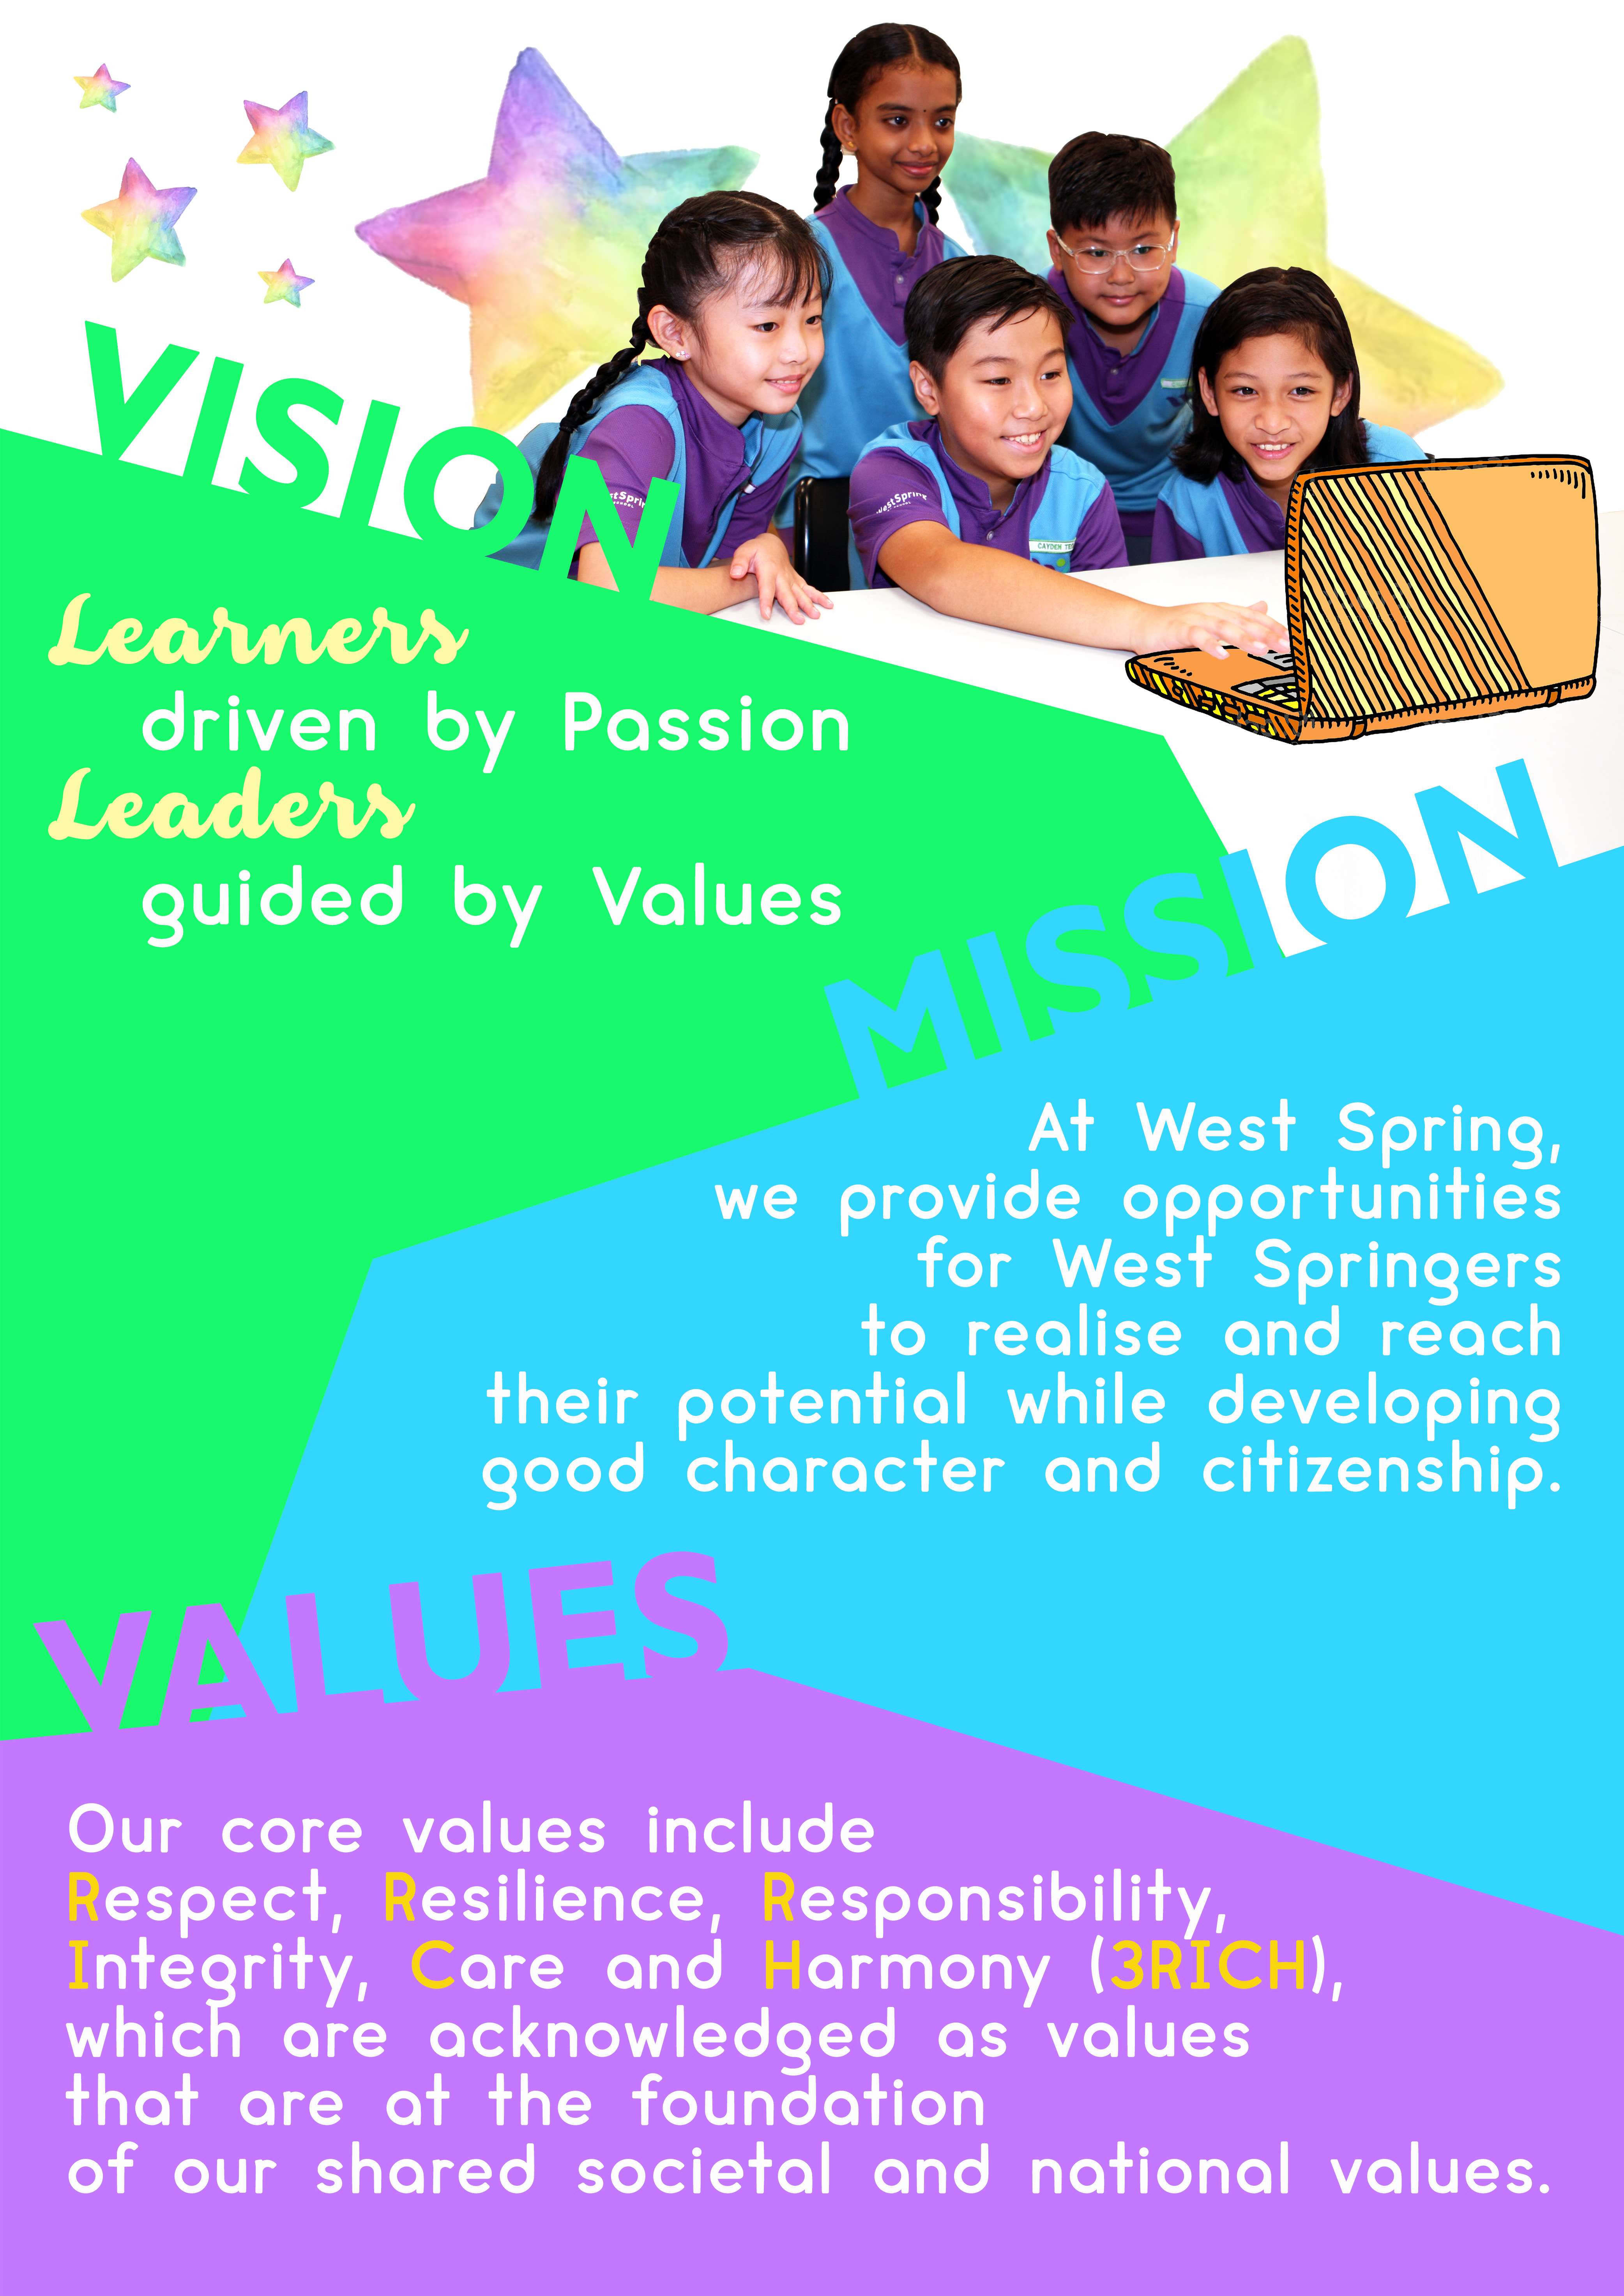 VISION
Learners
driven by Passion
Leaders
guided by Values
MISSION
At West Spring,
we provide opportunities
for West Springers
to realise and reach
their potential while developing
good character and citizenship.
VALUES
Our core values include
Respect, Resilience, Responsibility,
Integrity, Care and Harmony (3RICH),
which are acknowledged as values
that are at the foundation
of our shared societal and national values.
WestSpring
CAYDEN